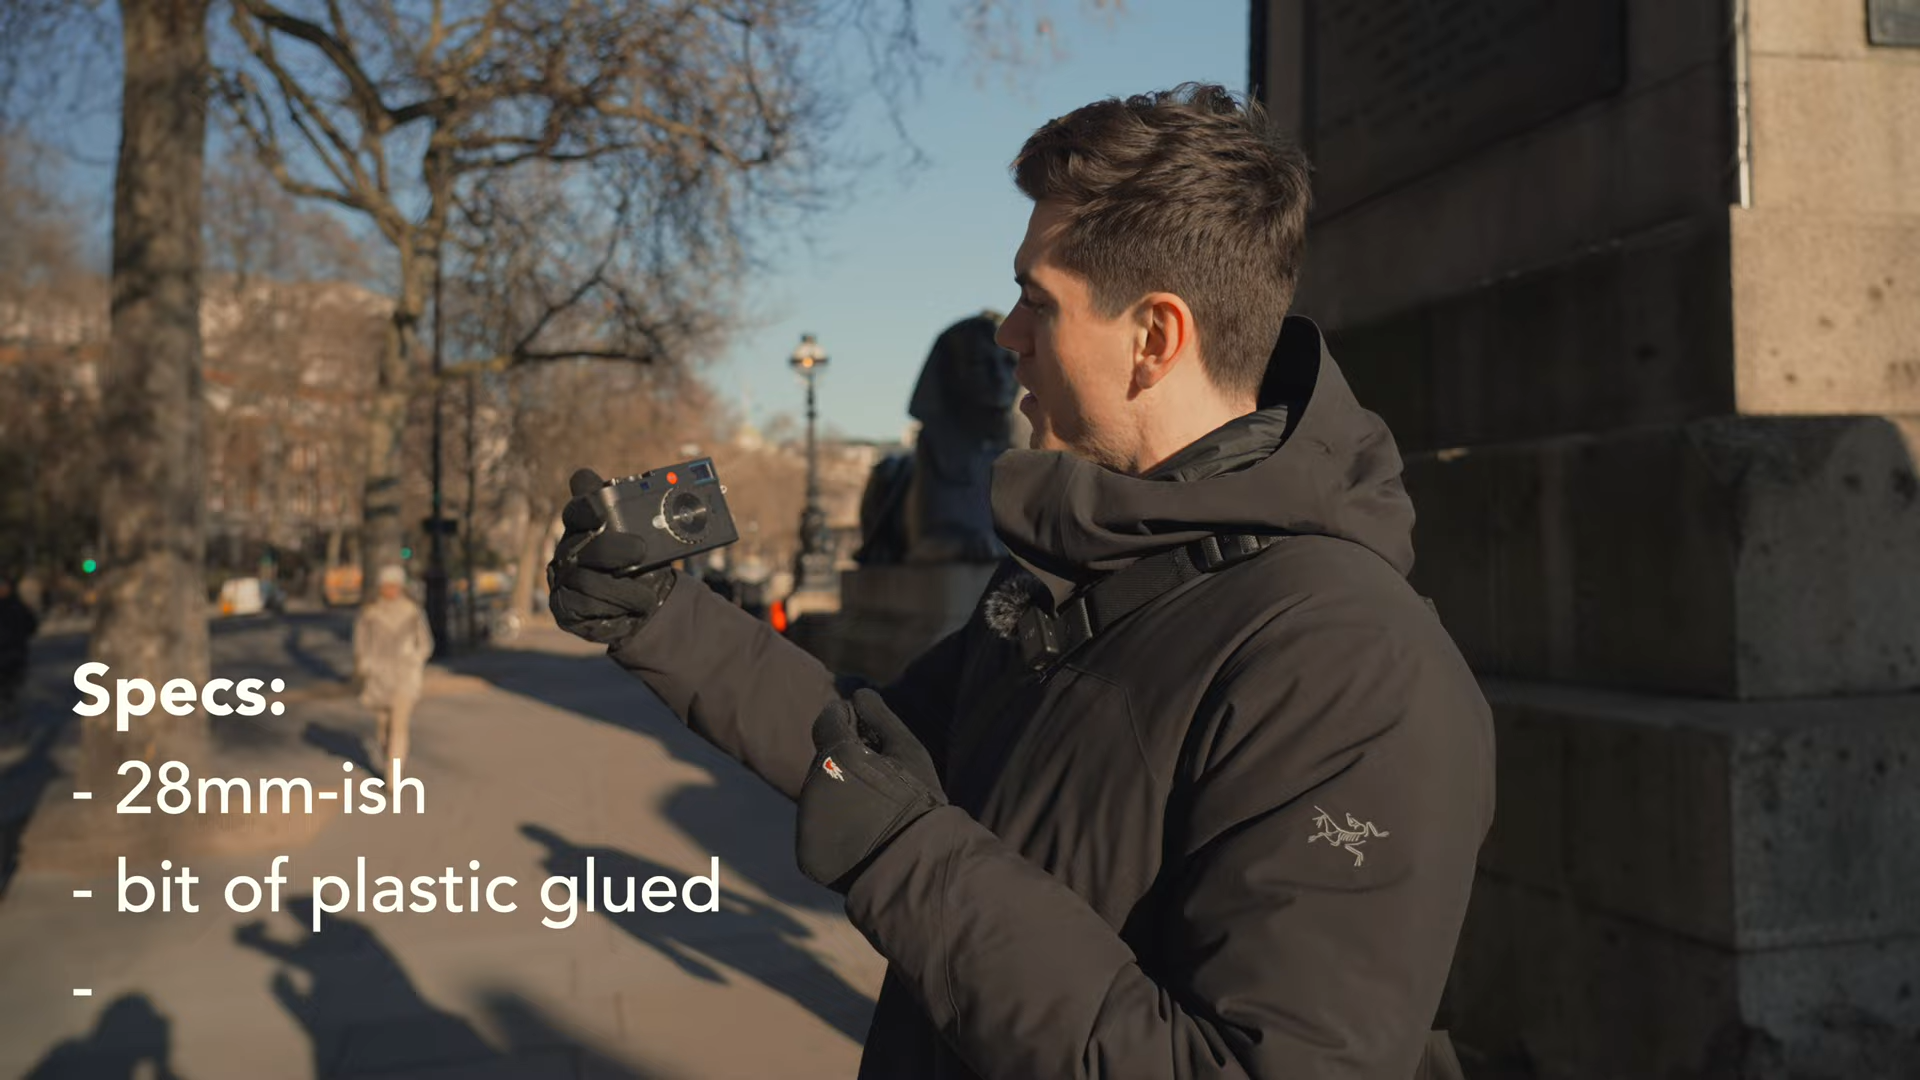 Specs:
- 28mm-ish
- bit of plastic glued
-